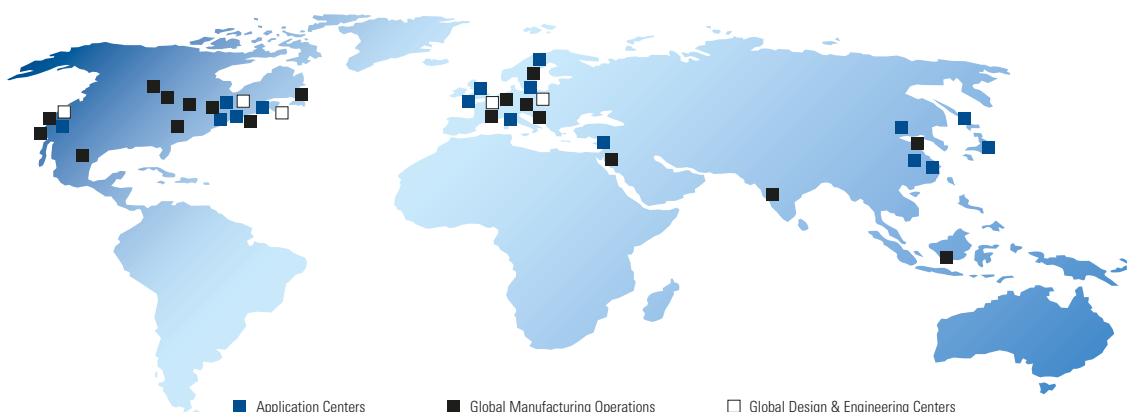 Application Centers
Global Manufacturing Operations
Global Design & Engineering Centers